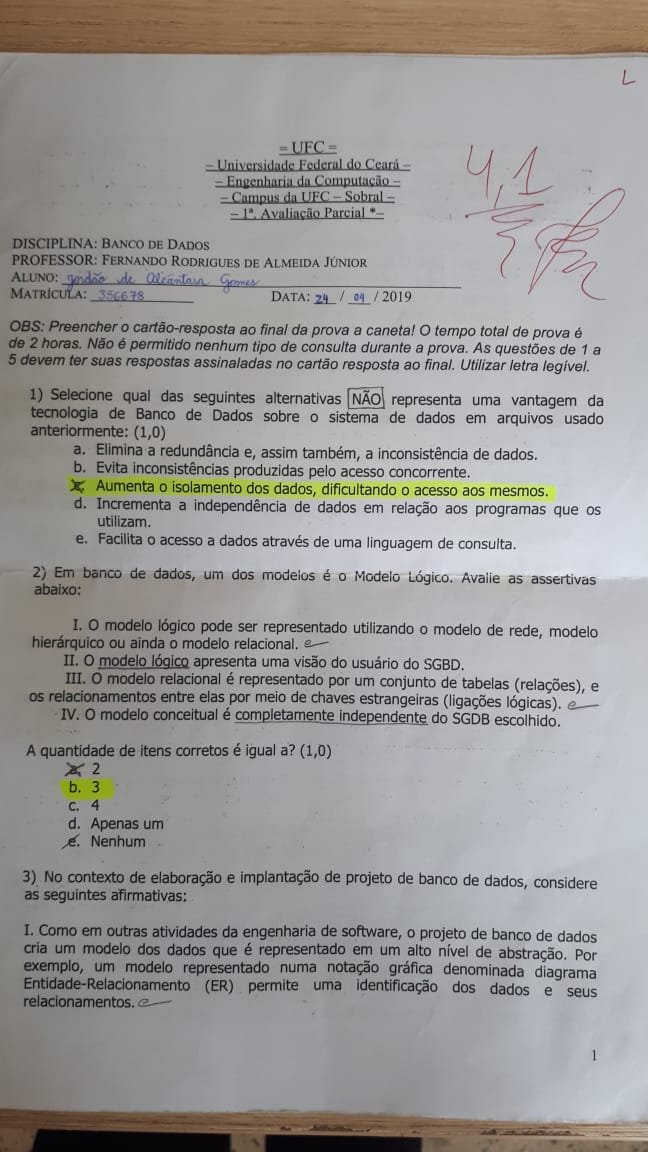 L
= UFC =
– Universidade Federal do Ceará –
– Engenharia da Computação –
– Campus da UFC – Sobral –
– 1ª. Avaliação Parcial *–
4,1
DISCIPLINA: BANCO DE DADOS
PROFESSOR: FERNANDO RODRIGUES DE ALMEIDA JÚNIOR
ALUNO: de Alcântara Gomes
MATRÍCULA: 356678 DATA: 24 / 04 / 2019
OBS: Preencher o cartão-resposta ao final da prova a caneta! O tempo total de prova é
de 2 horas. Não é permitido nenhum tipo de consulta durante a prova. As questões de 1 a
5 devem ter suas respostas assinaladas no cartão resposta ao final. Utilizar letra legível.
1) Selecione qual das seguintes alternativas NÃO representa uma vantagem da
tecnologia de Banco de Dados sobre o sistema de dados em arquivos usado
anteriormente: (1,0)
a. Elimina a redundância e, assim também, a inconsistência de dados.
b. Evita inconsistências produzidas pelo acesso concorrente.
c. Aumenta o isolamento dos dados, dificultando o acesso aos mesmos.
d. Incrementa a independência de dados em relação aos programas que os
utilizam.
e. Facilita o acesso a dados através de uma linguagem de consulta.
2) Em banco de dados, um dos modelos é o Modelo Lógico. Avalie as assertivas
abaixo:
I. O modelo lógico pode ser representado utilizando o modelo de rede, modelo
hierárquico ou ainda o modelo relacional.
II. O modelo lógico apresenta uma visão do usuário do SGBD.
III. O modelo relacional é representado por um conjunto de tabelas (relações), e
os relacionamentos entre elas por meio de chaves estrangeiras (ligações lógicas).
IV. O modelo conceitual é completamente independente do SGDB escolhido.
A quantidade de itens corretos é igual a? (1,0)
a. 2
b. 3
c. 4
d. Apenas um
e. Nenhum
3) No contexto de elaboração e implantação de projeto de banco de dados, considere
as seguintes afirmativas:
I. Como em outras atividades da engenharia de software, o projeto de banco de dados
cria um modelo dos dados que é representado em um alto nível de abstração. Por
exemplo, um modelo representado numa notação gráfica denominada diagrama
Entidade-Relacionamento (ER) permite uma identificação dos dados e seus
relacionamentos.
1